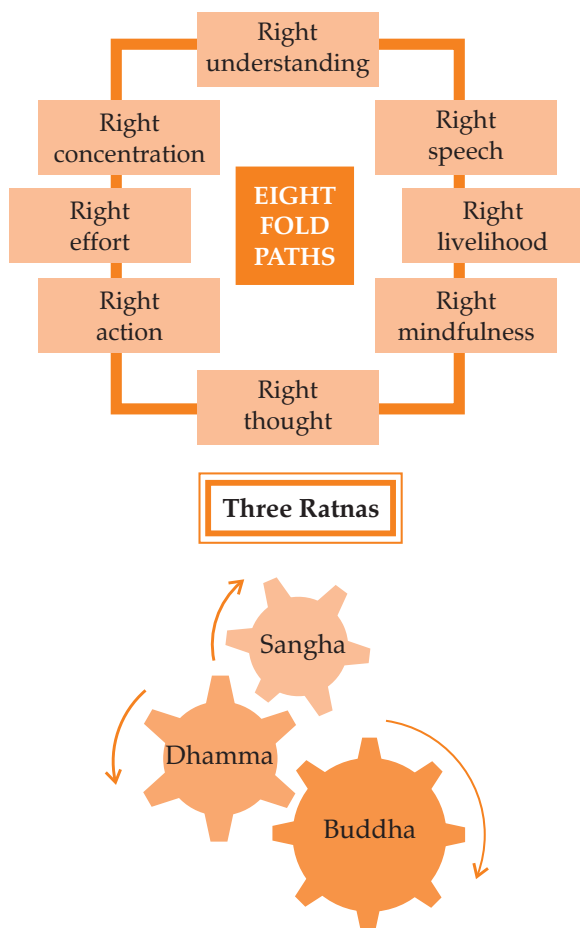 Right
understanding
Right
concentration
Right
speech
EIGHT
FOLD
PATHS
Right
effort
Right
livelihood
Right
action
Right
mindfulness
Right
thought
Three Ratnas
Sangha
Dhamma
Buddha